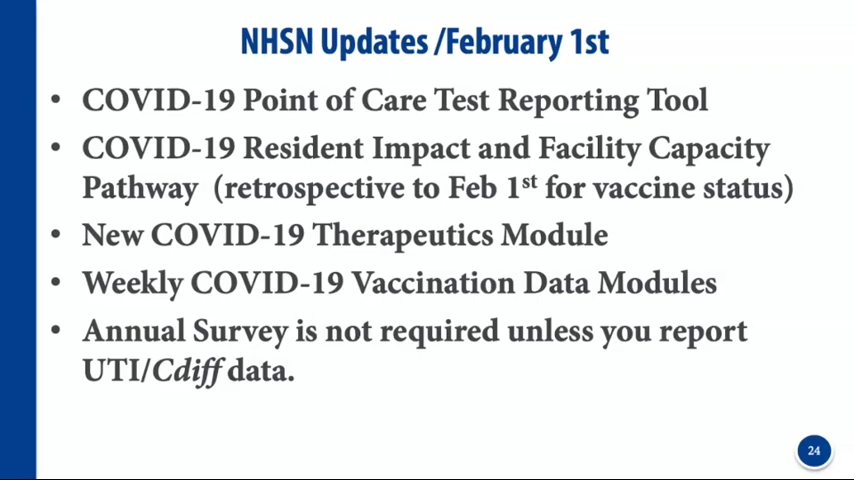 NHSN Updates /February 1st
• COVID-19 Point of Care Test Reporting Tool
• COVID-19 Resident Impact and Facility Capacity
Pathway (retrospective to Feb 1st for vaccine status)
• New COVID-19 Therapeutics Module
• Weekly COVID-19 Vaccination Data Modules
• Annual Survey is not required unless you report
UTI/Cdiff data.
24